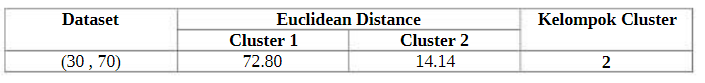 Dataset Euclidean Distance Kelompok Cluster
Cluster 1 Cluster 2
(30 , 70) 72.80 14.14 2